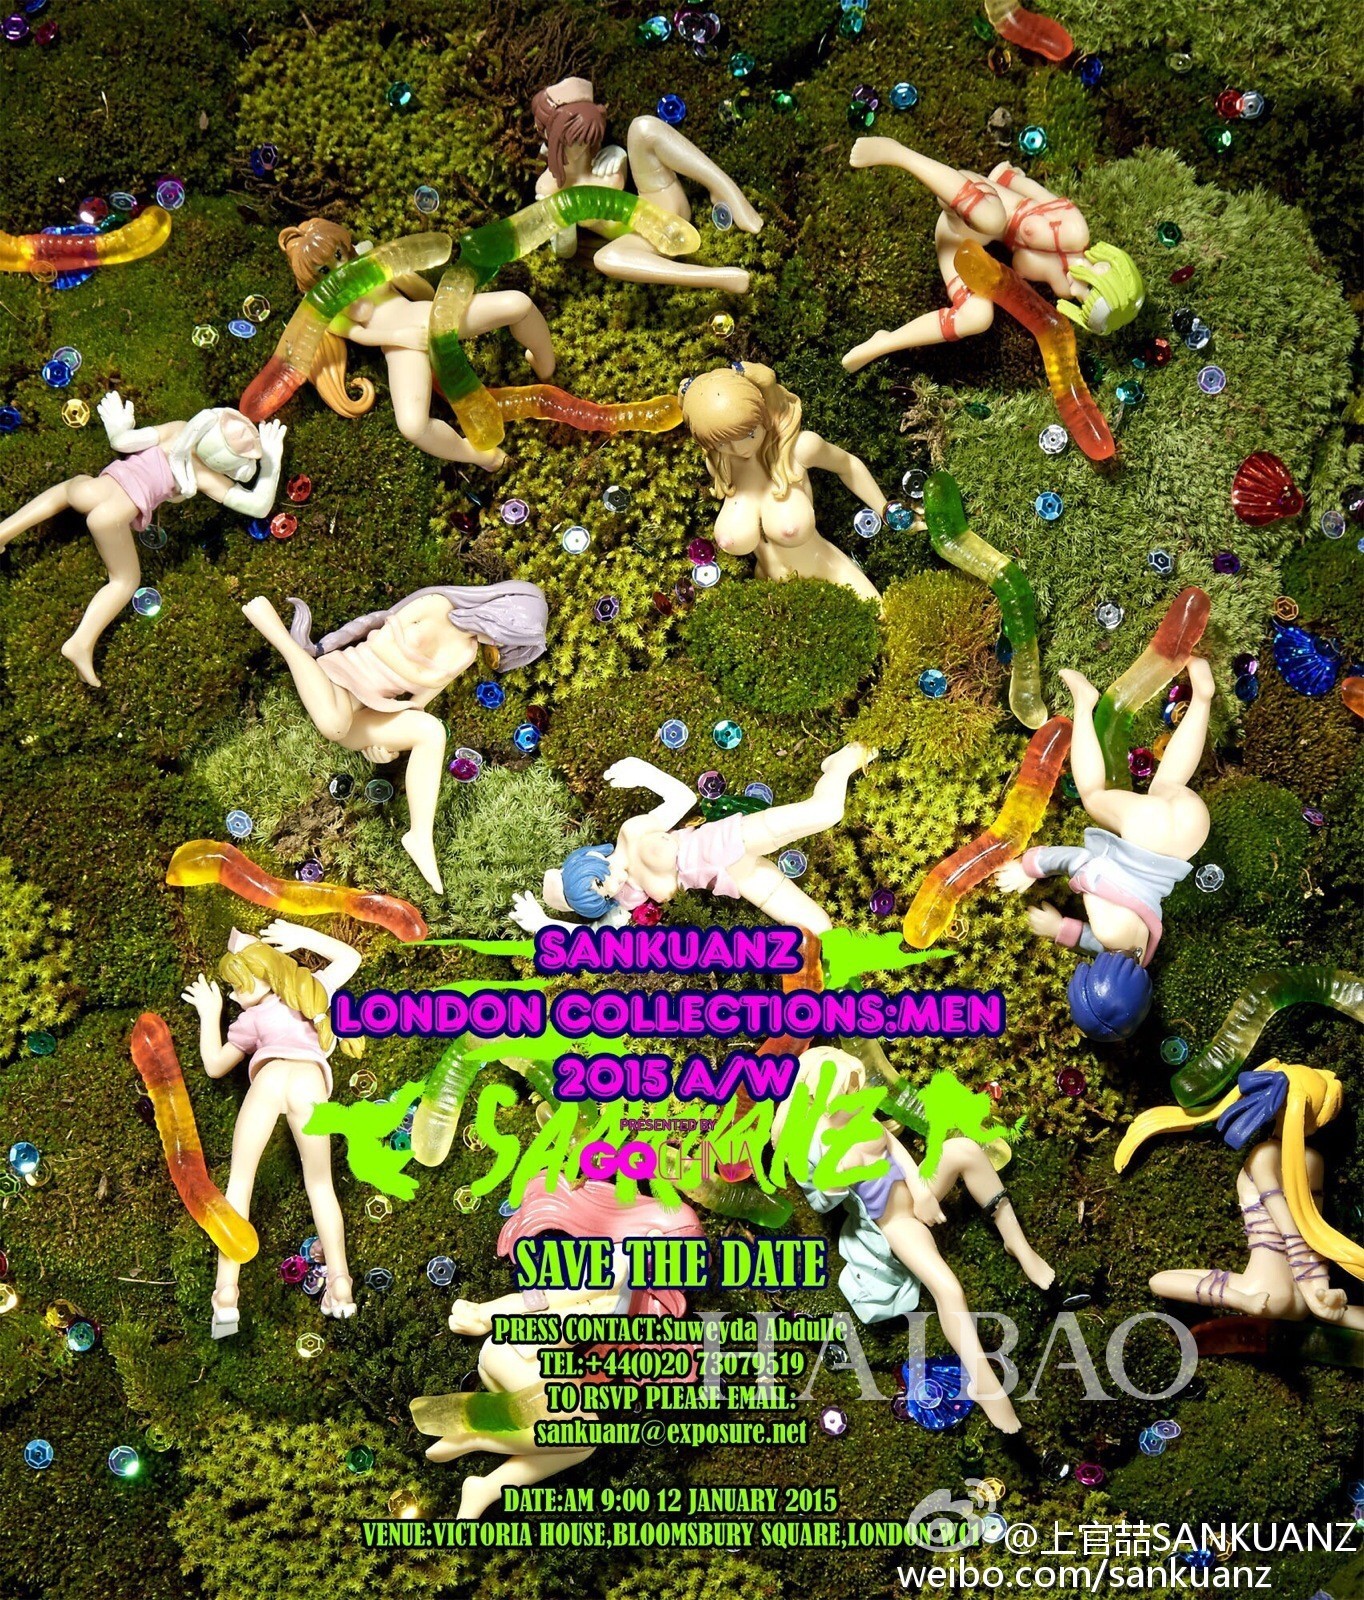 SANKUANZ
LONDON COLLECTIONS:MEN
2015 A/W
SANKUANZ
PRESENTED BY
GQ CHINA
SAVE THE DATE
PRESS CONTACT:Suweyda Abdulle
TEL:+44(0)20 73079519
TO RSVP PLEASE EMAIL:
sankuanz@exposure.net
HAIBAO
DATE:AM 9:00 12 JANUARY 2015
VENUE:VICTORIA HOUSE,BLOOMSBURY SQUARE,LONDON WC1
@上官喆SANKUANZ
weibo.com/sankuanz